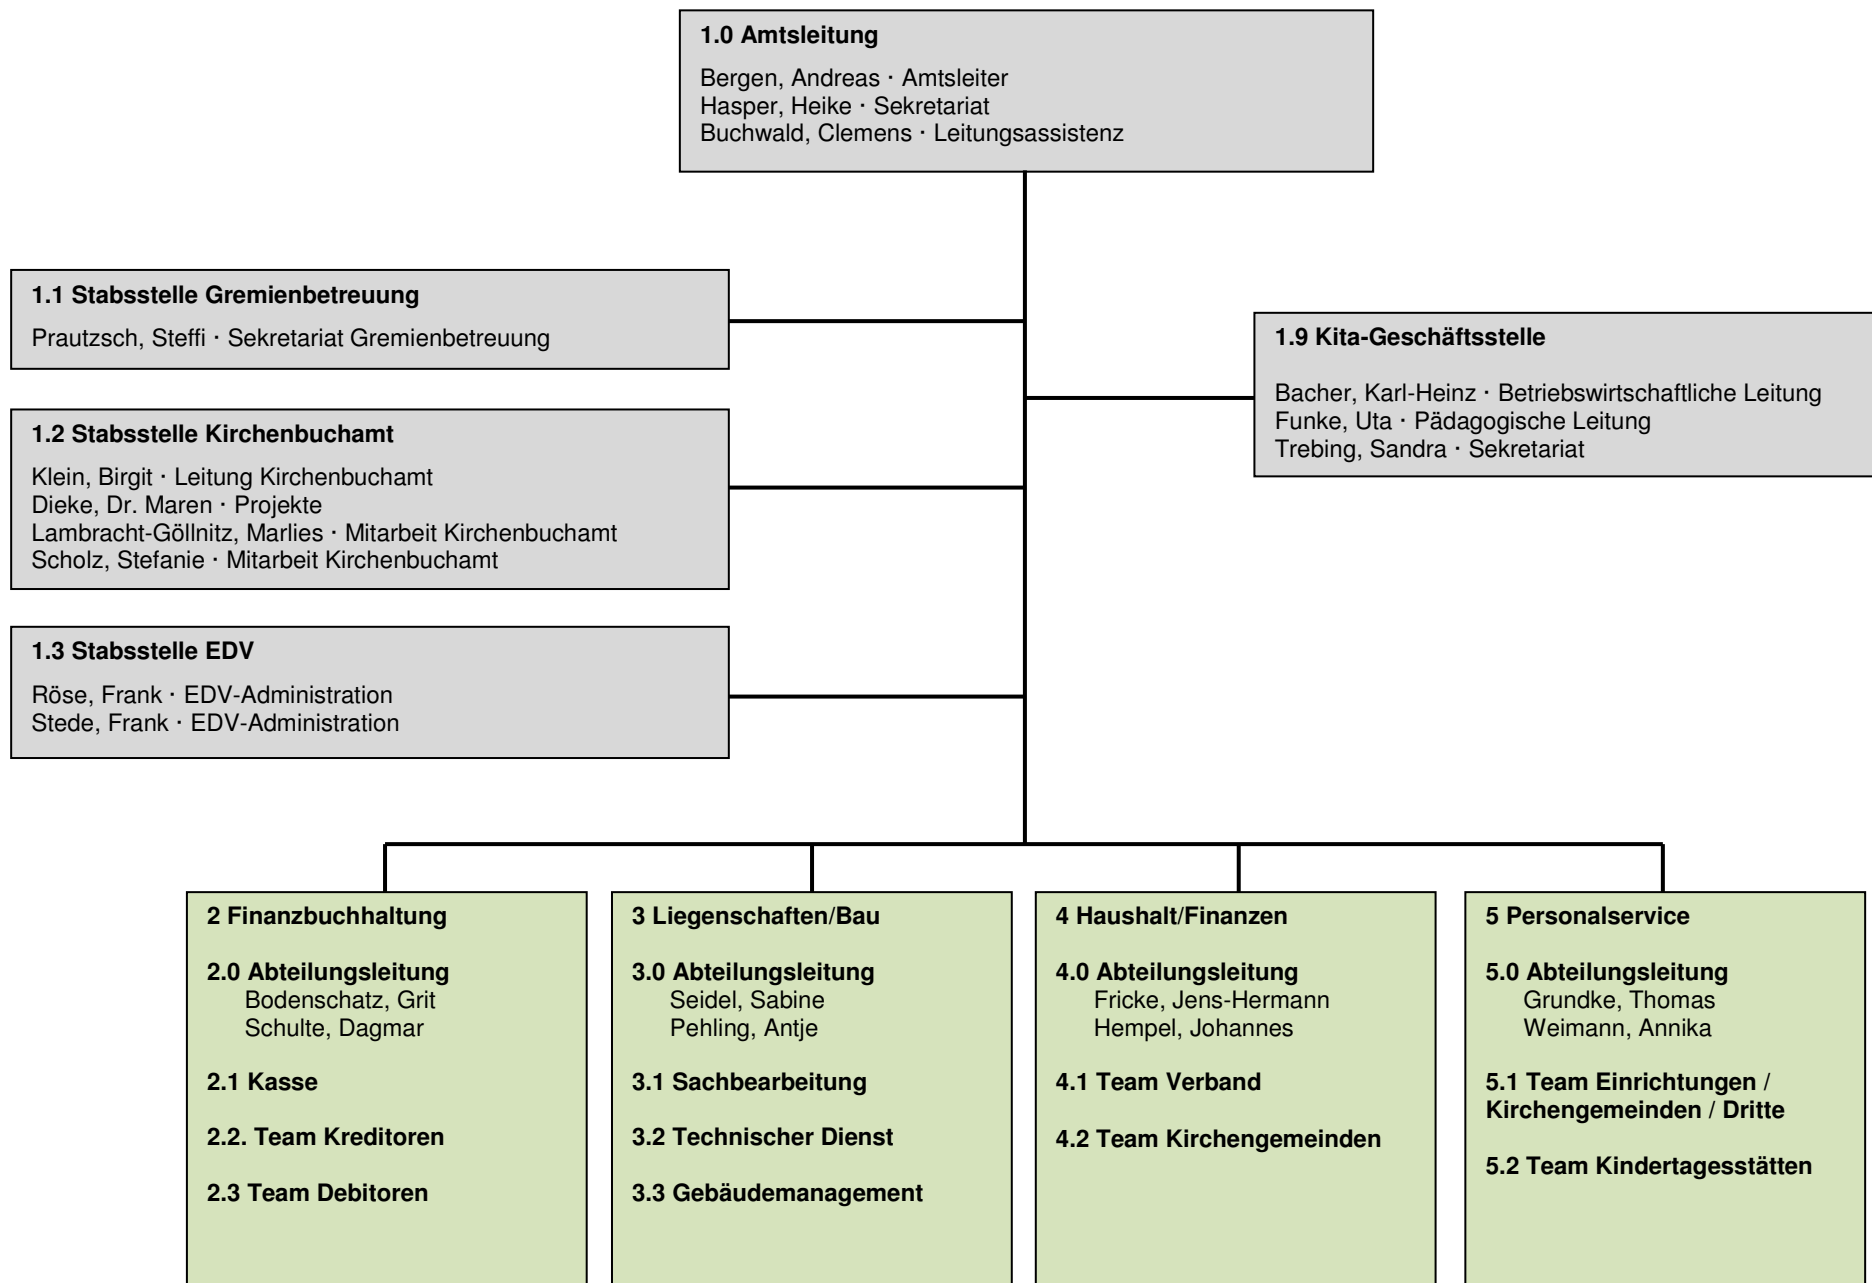 1.0 Amtsleitung
Bergen, Andreas · Amtsleiter
Hasper, Heike · Sekretariat
Buchwald, Clemens · Leitungsassistenz
1.1 Stabsstelle Gremienbetreuung
Prautzsch, Steffi · Sekretariat Gremienbetreuung
1.9 Kita-Geschäftsstelle
Bacher, Karl-Heinz · Betriebswirtschaftliche Leitung
Funke, Uta · Pädagogische Leitung
Trebing, Sandra · Sekretariat
1.2 Stabsstelle Kirchenbuchamt
Klein, Birgit · Leitung Kirchenbuchamt
Dieke, Dr. Maren · Projekte
Lambracht-Göllnitz, Marlies · Mitarbeit Kirchenbuchamt
Scholz, Stefanie · Mitarbeit Kirchenbuchamt
1.3 Stabsstelle EDV
Röse, Frank · EDV-Administration
Stede, Frank · EDV-Administration
2 Finanzbuchhaltung
2.0 Abteilungsleitung
Bodenschatz, Grit
Schulte, Dagmar
2.1 Kasse
2.2. Team Kreditoren
2.3 Team Debitoren
3 Liegenschaften/Bau
3.0 Abteilungsleitung
Seidel, Sabine
Pehling, Antje
3.1 Sachbearbeitung
3.2 Technischer Dienst
3.3 Gebäudemanagement
4 Haushalt/Finanzen
4.0 Abteilungsleitung
Fricke, Jens-Hermann
Hempel, Johannes
4.1 Team Verband
4.2 Team Kirchengemeinden
5 Personalservice
5.0 Abteilungsleitung
Grundke, Thomas
Weimann, Annika
5.1 Team Einrichtungen /
Kirchengemeinden / Dritte
5.2 Team Kindertagesstätten